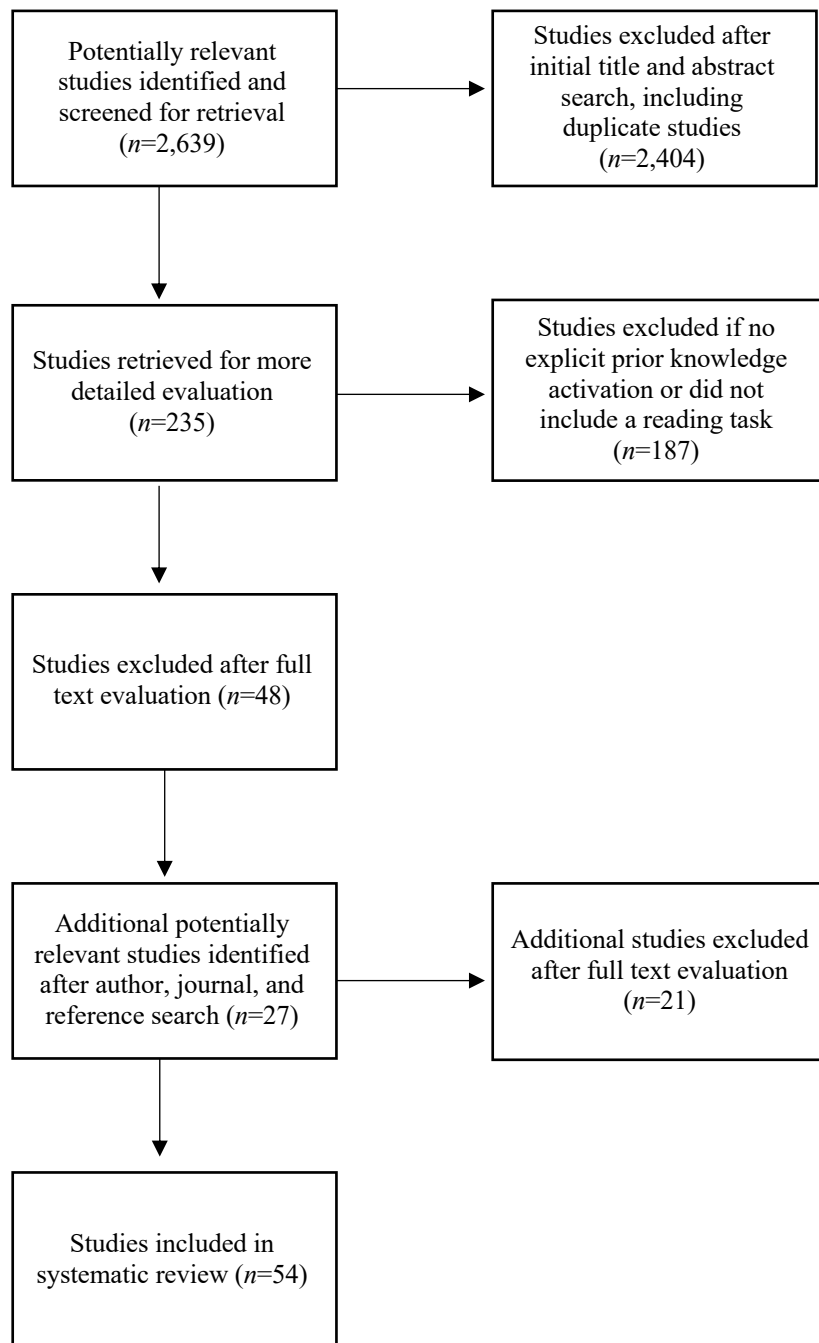 Potentially relevant
studies identified and
screened for retrieval
(n=2,639)
Studies excluded after
initial title and abstract
search, including
duplicate studies
(n=2,404)
Studies retrieved for more
detailed evaluation
(n=235)
Studies excluded if no
explicit prior knowledge
activation or did not
include a reading task
(n=187)
Studies excluded after full
text evaluation (n=48)
Additional potentially
relevant studies identified
after author, journal, and
reference search (n=27)
Additional studies excluded
after full text evaluation
(n=21)
Studies included in
systematic review (n=54)